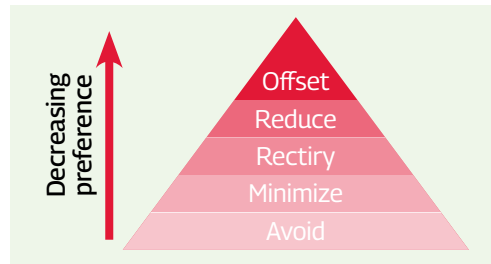 Decreasing
preference
Offset
Reduce
Rectiry
Minimize
Avoid